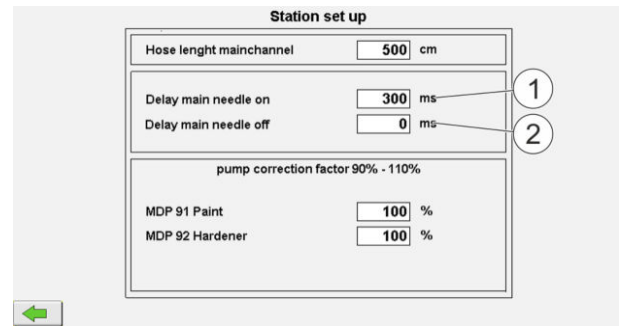 Station set up
Hose lenght mainchannel 500 cm
Delay main needle on 300 ms 1
Delay main needle off 0 ms 2
pump correction factor 90% - 110%
MDP 91 Paint 100 %
MDP 92 Hardener 100 %